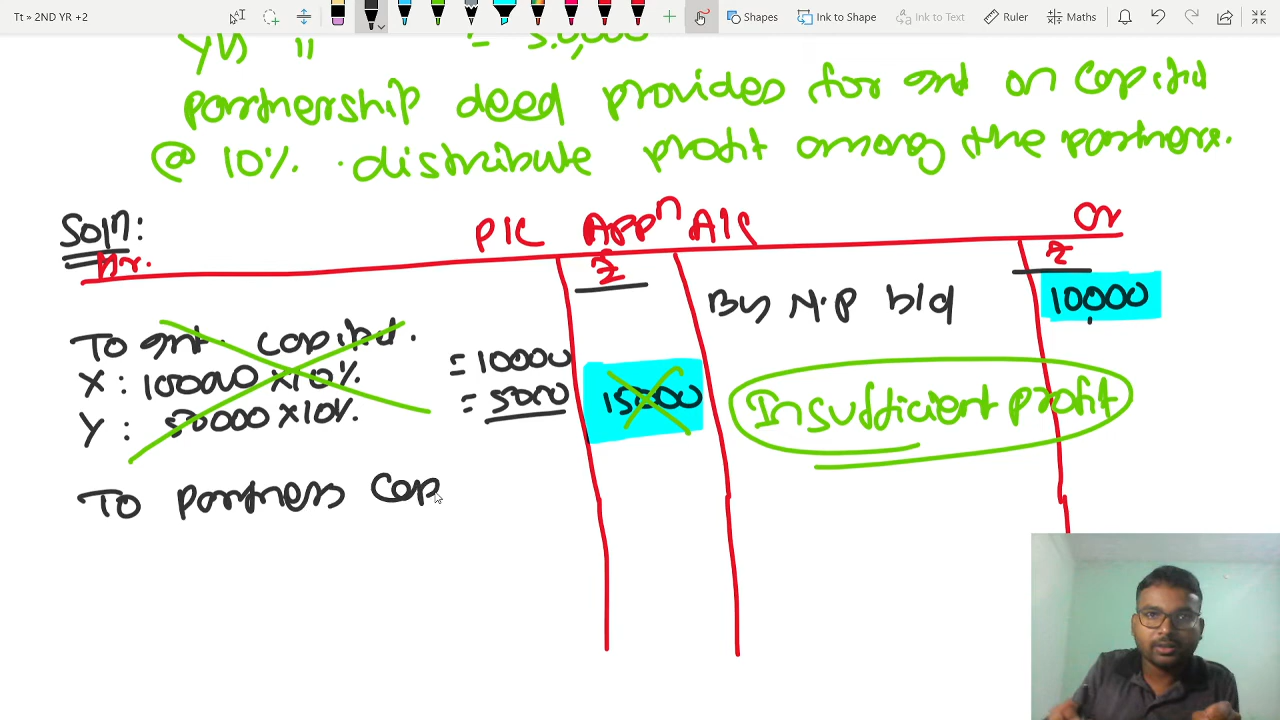 Tt > 2ND YR +2
Shapes Ink to Shape Ink to Text Ruler Maths
Y's " = 50,000
partnership deed provides for int on capital
@ 10%. distribute profit among the partners.
Soln:
P/L APPn A/c Cr
Dr. ₹ ₹
By N.P b/d 10000
To int. capital.
X : 100000 x 10% = 10000
Y : 50000 x 10% = 5000 15000
Insufficient profit
To partners Cap